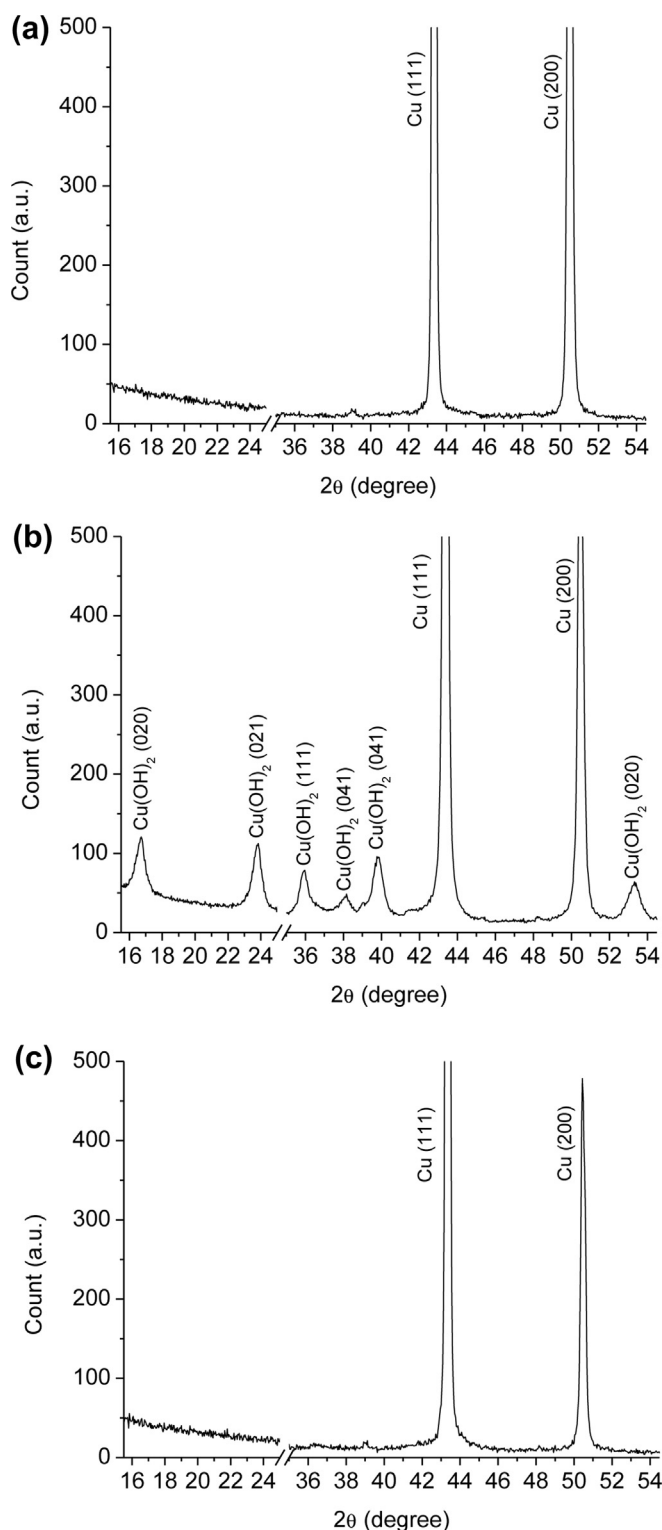 (a)
500
400
300
200
100
0
Count (a.u.)
Cu (111)
Cu (200)
16 18 20 22 24 36 38 40 42 44 46 48 50 52 54
2θ (degree)
(b)
500
400
300
200
100
0
Count (a.u.)
Cu(OH)₂ (020)
Cu(OH)₂ (021)
Cu(OH)₂ (111)
Cu(OH)₂ (041)
Cu(OH)₂ (041)
Cu (111)
Cu (200)
Cu(OH)₂ (020)
16 18 20 22 24 36 38 40 42 44 46 48 50 52 54
2θ (degree)
(c)
500
400
300
200
100
0
Count (a.u.)
Cu (111)
Cu (200)
16 18 20 22 24 36 38 40 42 44 46 48 50 52 54
2θ (degree)